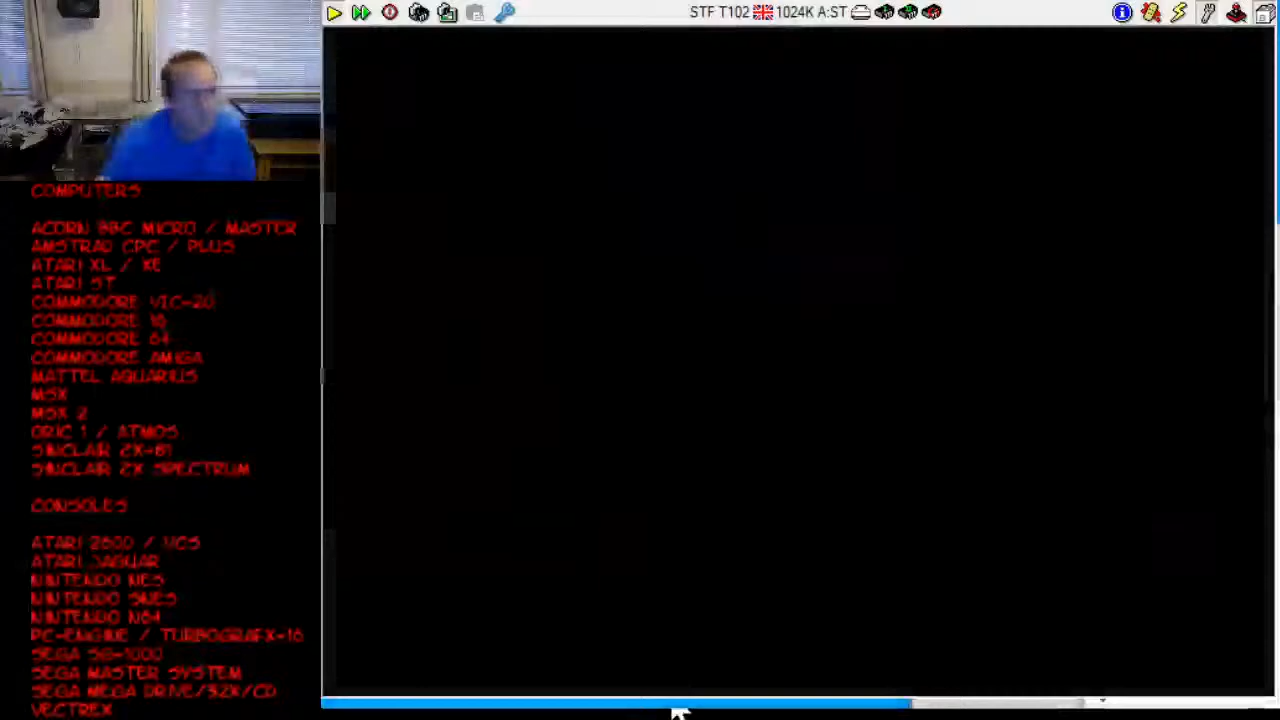 STF T102 1024K A:ST
COMPUTERS
ACORN BBC MICRO / MASTER
AMSTRAD CPC / PLUS
ATARI XL / XE
ATARI ST
COMMODORE VIC-20
COMMODORE 16
COMMODORE 64
COMMODORE AMIGA
MATTEL AQUARIUS
MSX
MSX 2
ORIC 1 / ATMOS
SINCLAIR ZX-81
SINCLAIR ZX SPECTRUM
CONSOLES
ATARI 2600 / VCS
ATARI JAGUAR
NINTENDO NES
NINTENDO SNES
NINTENDO N64
PC-ENGINE / TURBOGRAFX-16
SEGA SG-1000
SEGA MASTER SYSTEM
SEGA MEGA DRIVE/32X/CD
VECTREX